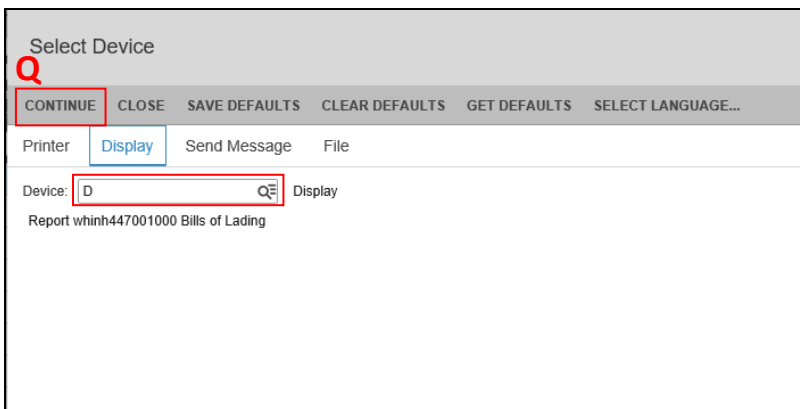 Select Device
Q
CONTINUE CLOSE SAVE DEFAULTS CLEAR DEFAULTS GET DEFAULTS SELECT LANGUAGE...
Printer Display Send Message File
Device: D Display
Report whinh447001000 Bills of Lading